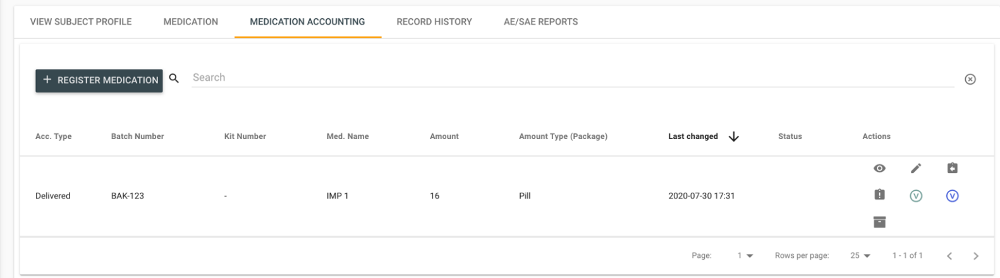 VIEW SUBJECT PROFILE MEDICATION MEDICATION ACCOUNTING RECORD HISTORY AE/SAE REPORTS
+ REGISTER MEDICATION Search
Acc. Type Batch Number Kit Number Med. Name Amount Amount Type (Package) Last changed Status Actions
Delivered BAK-123 - IMP 1 16 Pill 2020-07-30 17:31 V V
Page: 1 Rows per page: 25 1 - 1 of 1